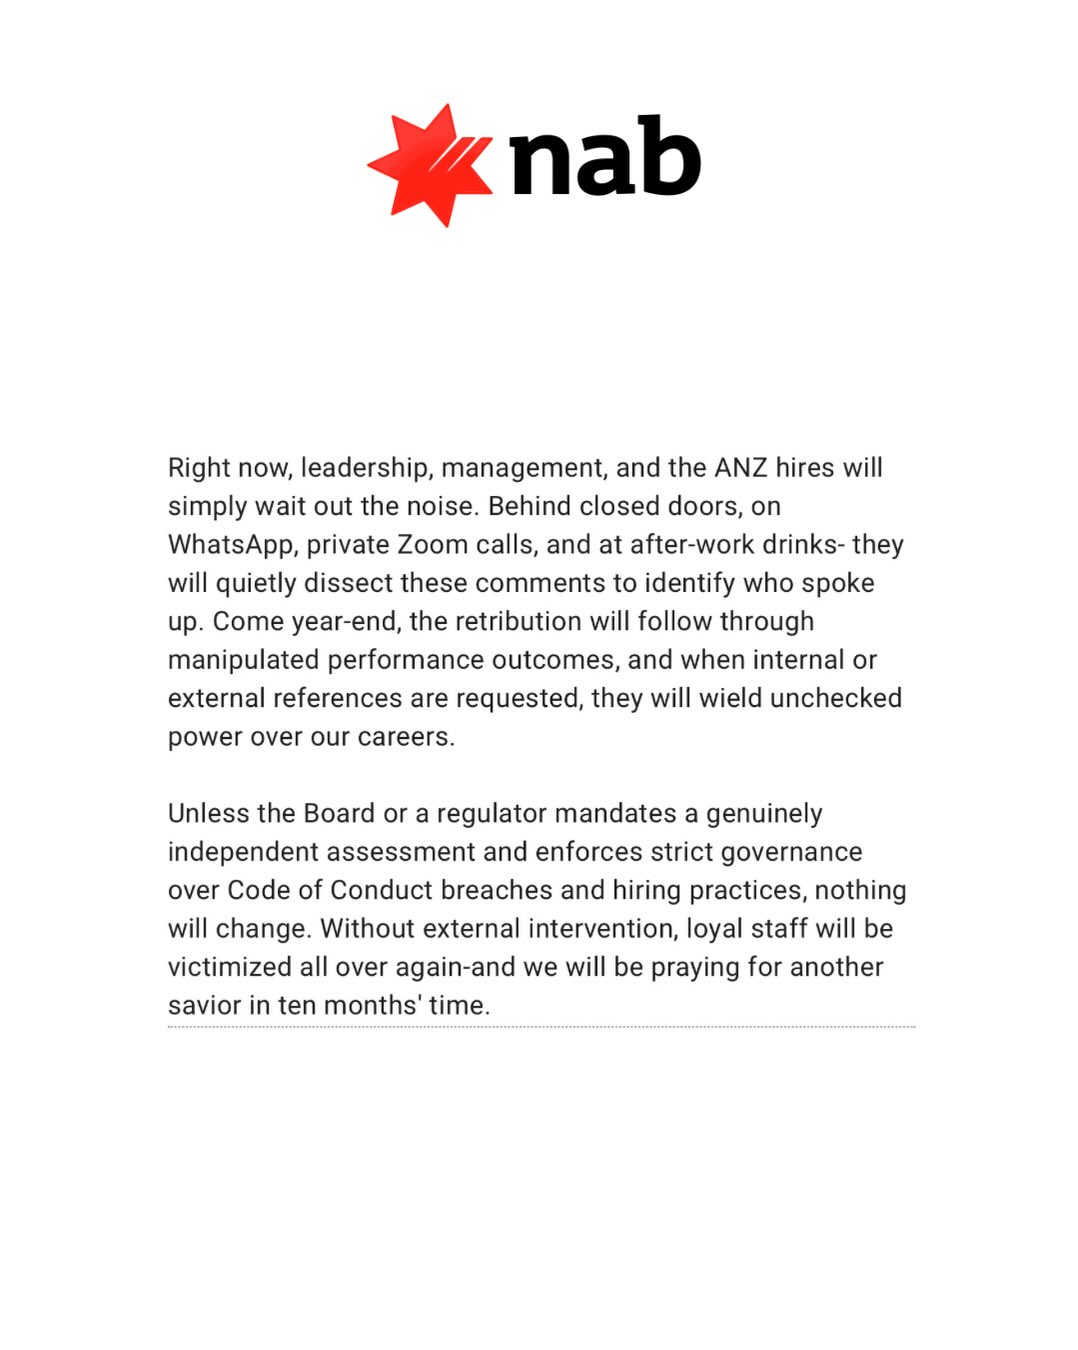 nab
Right now, leadership, management, and the ANZ hires will
simply wait out the noise. Behind closed doors, on
WhatsApp, private Zoom calls, and at after-work drinks- they
will quietly dissect these comments to identify who spoke
up. Come year-end, the retribution will follow through
manipulated performance outcomes, and when internal or
external references are requested, they will wield unchecked
power over our careers.
Unless the Board or a regulator mandates a genuinely
independent assessment and enforces strict governance
over Code of Conduct breaches and hiring practices, nothing
will change. Without external intervention, loyal staff will be
victimized all over again-and we will be praying for another
savior in ten months' time.